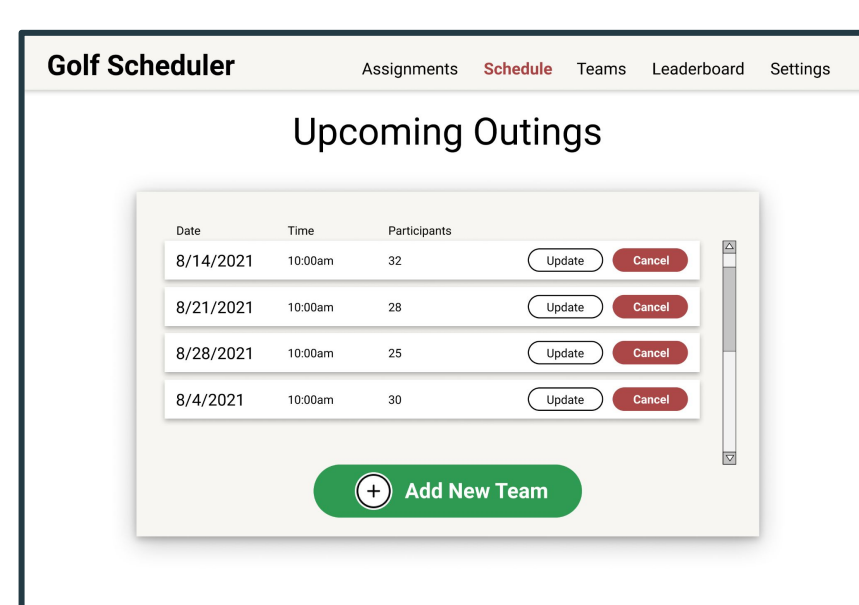 Golf Scheduler Assignments Schedule Teams Leaderboard Settings
Upcoming Outings
Date Time Participants
8/14/2021 10:00am 32 Update Cancel
8/21/2021 10:00am 28 Update Cancel
8/28/2021 10:00am 25 Update Cancel
8/4/2021 10:00am 30 Update Cancel
+ Add New Team